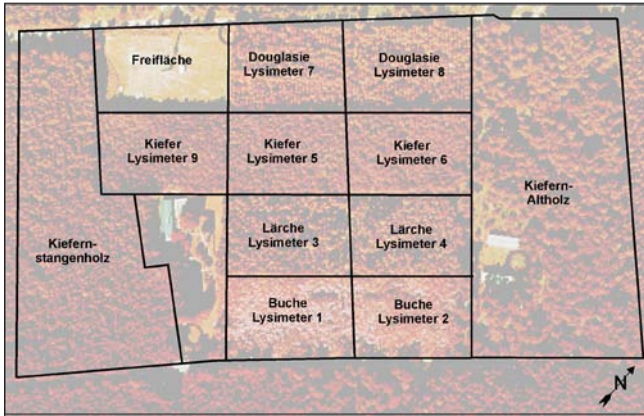 Freifläche
Douglasie
Lysimeter 7
Douglasie
Lysimeter 8
Kiefer
Lysimeter 9
Kiefer
Lysimeter 5
Kiefer
Lysimeter 6
Kiefern-
Altholz
Kiefern-
stangenholz
Lärche
Lysimeter 3
Lärche
Lysimeter 4
Buche
Lysimeter 1
Buche
Lysimeter 2
N